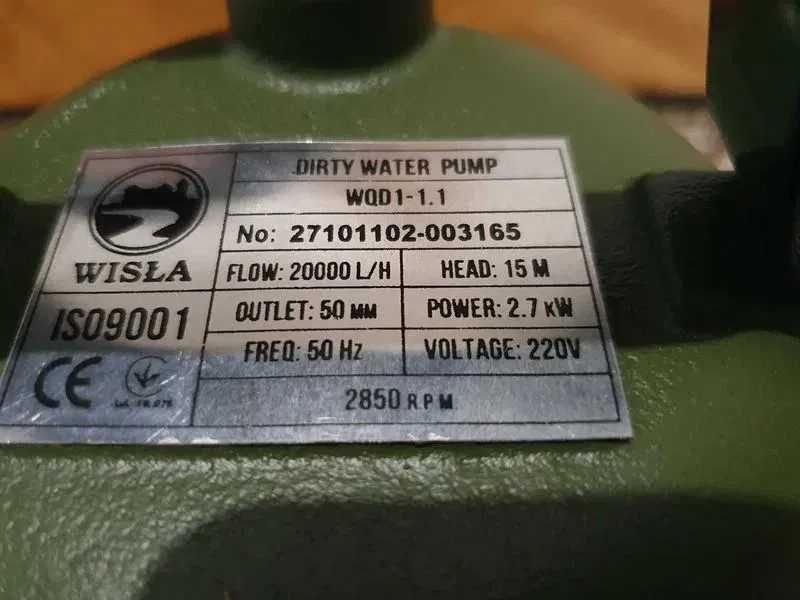 DIRTY WATER PUMP
WQD1-1.1
No: 27101102-003165
WISŁA
FLOW: 20000 L/H
HEAD: 15 M
ISO9001
OUTLET: 50 MM
POWER: 2.7 KW
FREQ: 50 Hz
VOLTAGE: 220V
CE
2850 RPM